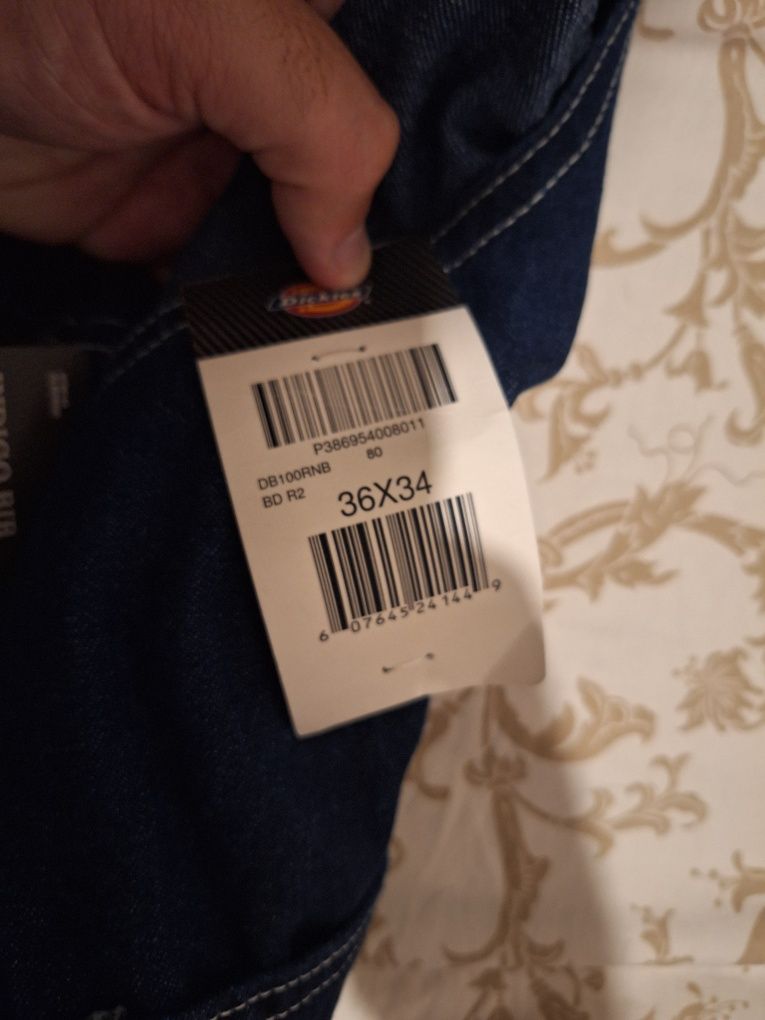 Dickies
P386954008011
DB100RNB 80
BD R2 36X34
6 07645 24144 9